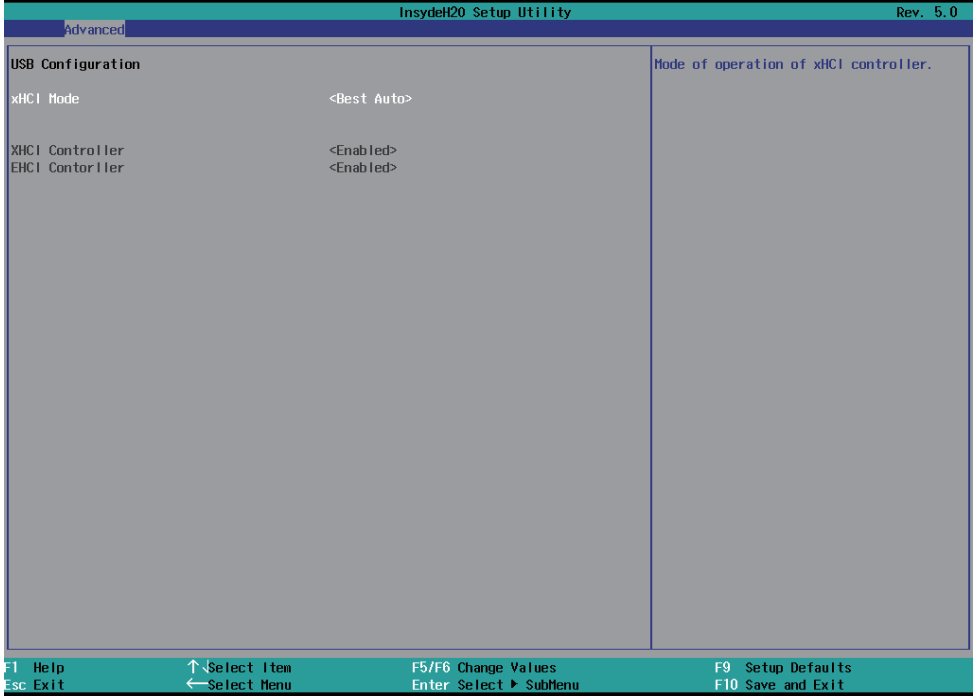 InsydeH2O Setup Utility Rev. 5.0
Advanced
USB Configuration
Mode of operation of xHCI controller.
xHCI Mode <Best Auto>
XHCI Controller <Enabled>
EHCI Contorller <Enabled>
F1 Help ↑↓Select Item F5/F6 Change Values F9 Setup Defaults
Esc Exit ←Select Menu Enter Select ▶ SubMenu F10 Save and Exit